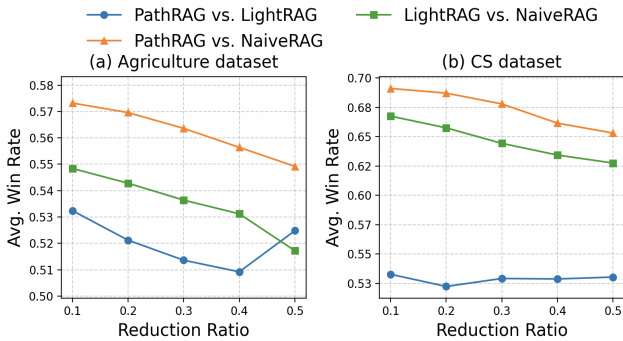 PathRAG vs. LightRAG
LightRAG vs. NaiveRAG
PathRAG vs. NaiveRAG
(a) Agriculture dataset
Avg. Win Rate
0.58
0.57
0.56
0.55
0.54
0.53
0.52
0.51
0.50
0.1 0.2 0.3 0.4 0.5
Reduction Ratio
(b) CS dataset
Avg. Win Rate
0.70
0.68
0.65
0.62
0.60
0.57
0.55
0.53
0.1 0.2 0.3 0.4 0.5
Reduction Ratio